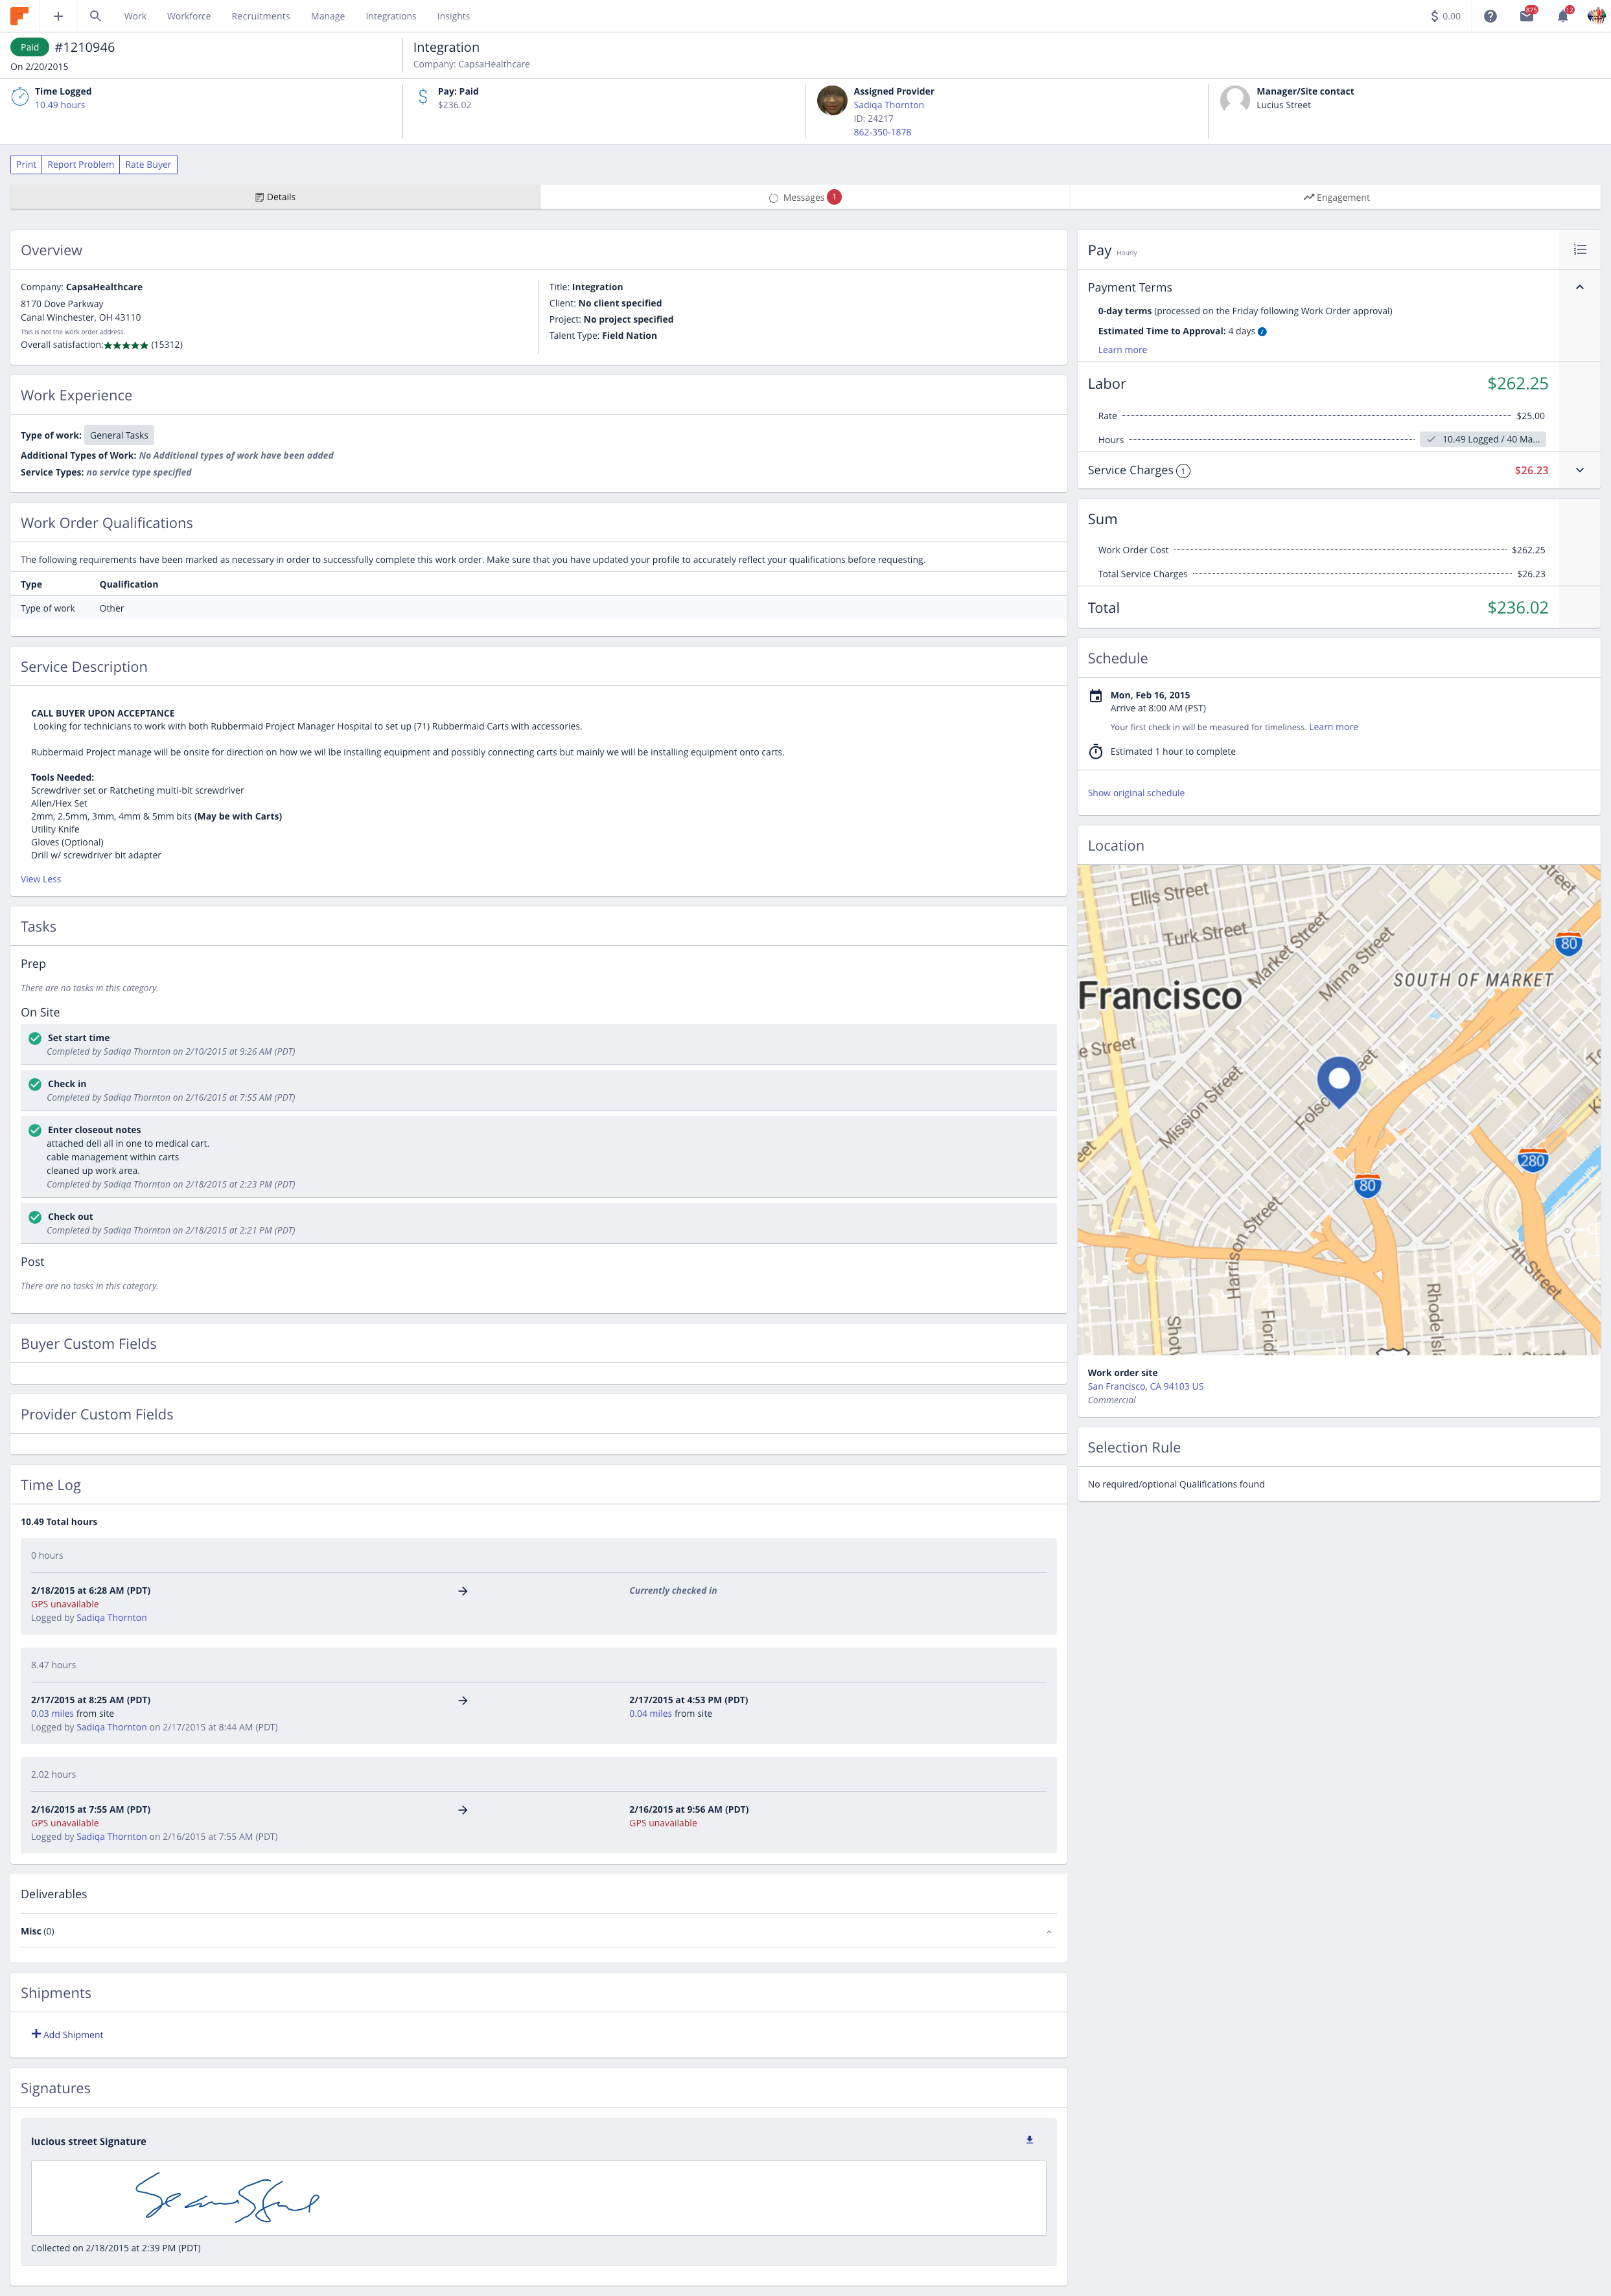 Work Workforce Recruitments Manage Integrations Insights $ 0.00 875 12
Paid #1210946
On 2/20/2015
Integration
Company: CapsaHealthcare
Time Logged
10.49 hours
Pay: Paid
$236.02
Assigned Provider
Sadiqa Thornton
ID: 24217
862-350-1878
Manager/Site contact
Lucius Street
Print Report Problem Rate Buyer
Details Messages 1 Engagement
Overview
Company: CapsaHealthcare
8170 Dove Parkway
Canal Winchester, OH 43110
This is not the work order address.
Overall satisfaction:★★★★★ (15312)
Title: Integration
Client: No client specified
Project: No project specified
Talent Type: Field Nation
Work Experience
Type of work: General Tasks
Additional Types of Work: No Additional types of work have been added
Service Types: no service type specified
Work Order Qualifications
The following requirements have been marked as necessary in order to successfully complete this work order. Make sure that you have updated your profile to accurately reflect your qualifications before requesting.
Type Qualification
Type of work Other
Service Description
CALL BUYER UPON ACCEPTANCE
Looking for technicians to work with both Rubbermaid Project Manager Hospital to set up (71) Rubbermaid Carts with accessories.
Rubbermaid Project manage will be onsite for direction on how we wil lbe installing equipment and possibly connecting carts but mainly we will be installing equipment onto carts.
Tools Needed:
Screwdriver set or Ratcheting multi-bit screwdriver
Allen/Hex Set
2mm, 2.5mm, 3mm, 4mm & 5mm bits (May be with Carts)
Utility Knife
Gloves (Optional)
Drill w/ screwdriver bit adapter
View Less
Tasks
Prep
There are no tasks in this category.
On Site
Set start time
Completed by Sadiqa Thornton on 2/10/2015 at 9:26 AM (PDT)
Check in
Completed by Sadiqa Thornton on 2/16/2015 at 7:55 AM (PDT)
Enter closeout notes
attached dell all in one to medical cart.
cable management within carts
cleaned up work area.
Completed by Sadiqa Thornton on 2/18/2015 at 2:23 PM (PDT)
Check out
Completed by Sadiqa Thornton on 2/18/2015 at 2:21 PM (PDT)
Post
There are no tasks in this category.
Buyer Custom Fields
Provider Custom Fields
Time Log
10.49 Total hours
0 hours
2/18/2015 at 6:28 AM (PDT) → Currently checked in
GPS unavailable
Logged by Sadiqa Thornton
8.47 hours
2/17/2015 at 8:25 AM (PDT) → 2/17/2015 at 4:53 PM (PDT)
0.03 miles from site 0.04 miles from site
Logged by Sadiqa Thornton on 2/17/2015 at 8:44 AM (PDT)
2.02 hours
2/16/2015 at 7:55 AM (PDT) → 2/16/2015 at 9:56 AM (PDT)
GPS unavailable GPS unavailable
Logged by Sadiqa Thornton on 2/16/2015 at 7:55 AM (PDT)
Deliverables
Misc (0)
Shipments
Add Shipment
Signatures
lucious street Signature
Collected on 2/18/2015 at 2:39 PM (PDT)
Pay Hourly
Payment Terms
0-day terms (processed on the Friday following Work Order approval)
Estimated Time to Approval: 4 days
Learn more
Labor $262.25
Rate $25.00
Hours 10.49 Logged / 40 Ma...
Service Charges 1 $26.23
Sum
Work Order Cost $262.25
Total Service Charges $26.23
Total $236.02
Schedule
Mon, Feb 16, 2015
Arrive at 8:00 AM (PST)
Your first check in will be measured for timeliness. Learn more
Estimated 1 hour to complete
Show original schedule
Location
Street
Ellis Street
Turk Street
Market Street
Minna Street
80
SOUTH OF MARKET
Francisco
e Street
Mission Street
Folso
eet
eet
280
80
Harrison Street
7th Street
Shot
Florid
Rhode Isla
Work order site
San Francisco, CA 94103 US
Commercial
Selection Rule
No required/optional Qualifications found